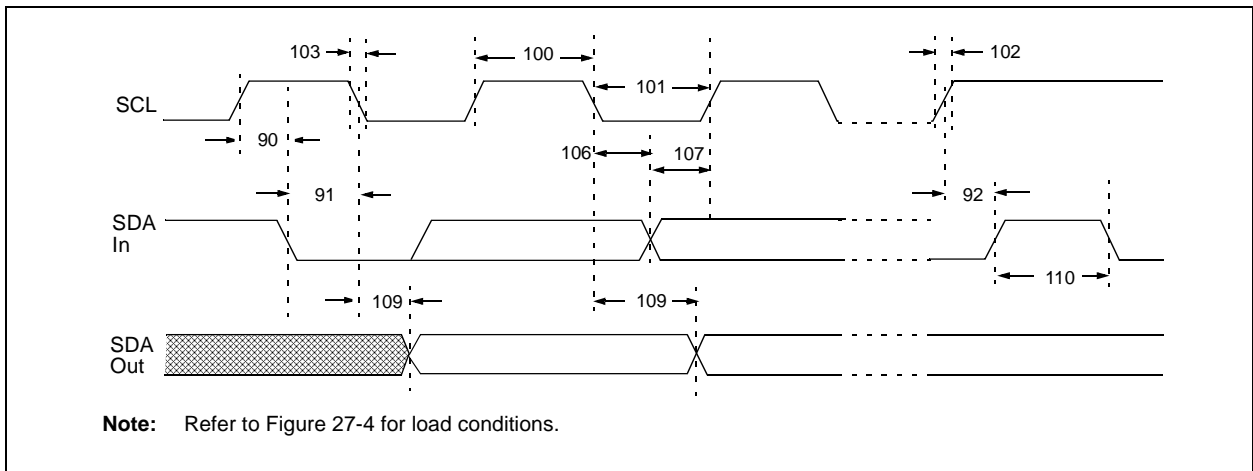 103
100
102
SCL
101
90
106
107
91
92
SDA
In
110
109
109
SDA
Out
Note: Refer to Figure 27-4 for load conditions.